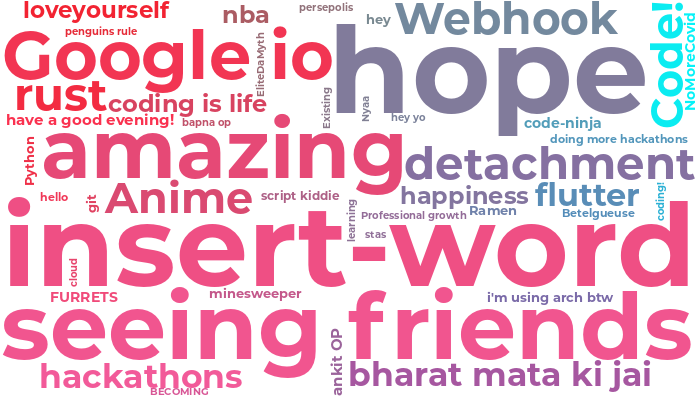 loveyourself
nba
persepolis
hey
Webhook
Code!
NoMoreCovid
penguins rule
Google io
EliteDaMyth
hope
rust
coding is life
Existing
Nyaa
have a good evening!
bapna op
hey yo
code-ninja
doing more hackathons
Python
amazing
detachment
hello
git
Anime
script kiddie
happiness
flutter
coding!
learning
Professional growth
Ramen
Betelgueuse
stas
insert-word
cloud
FURRETS
minesweeper
i'm using arch btw
seeing friends
hackathons
BECOMING
ankit OP
bharat mata ki jai